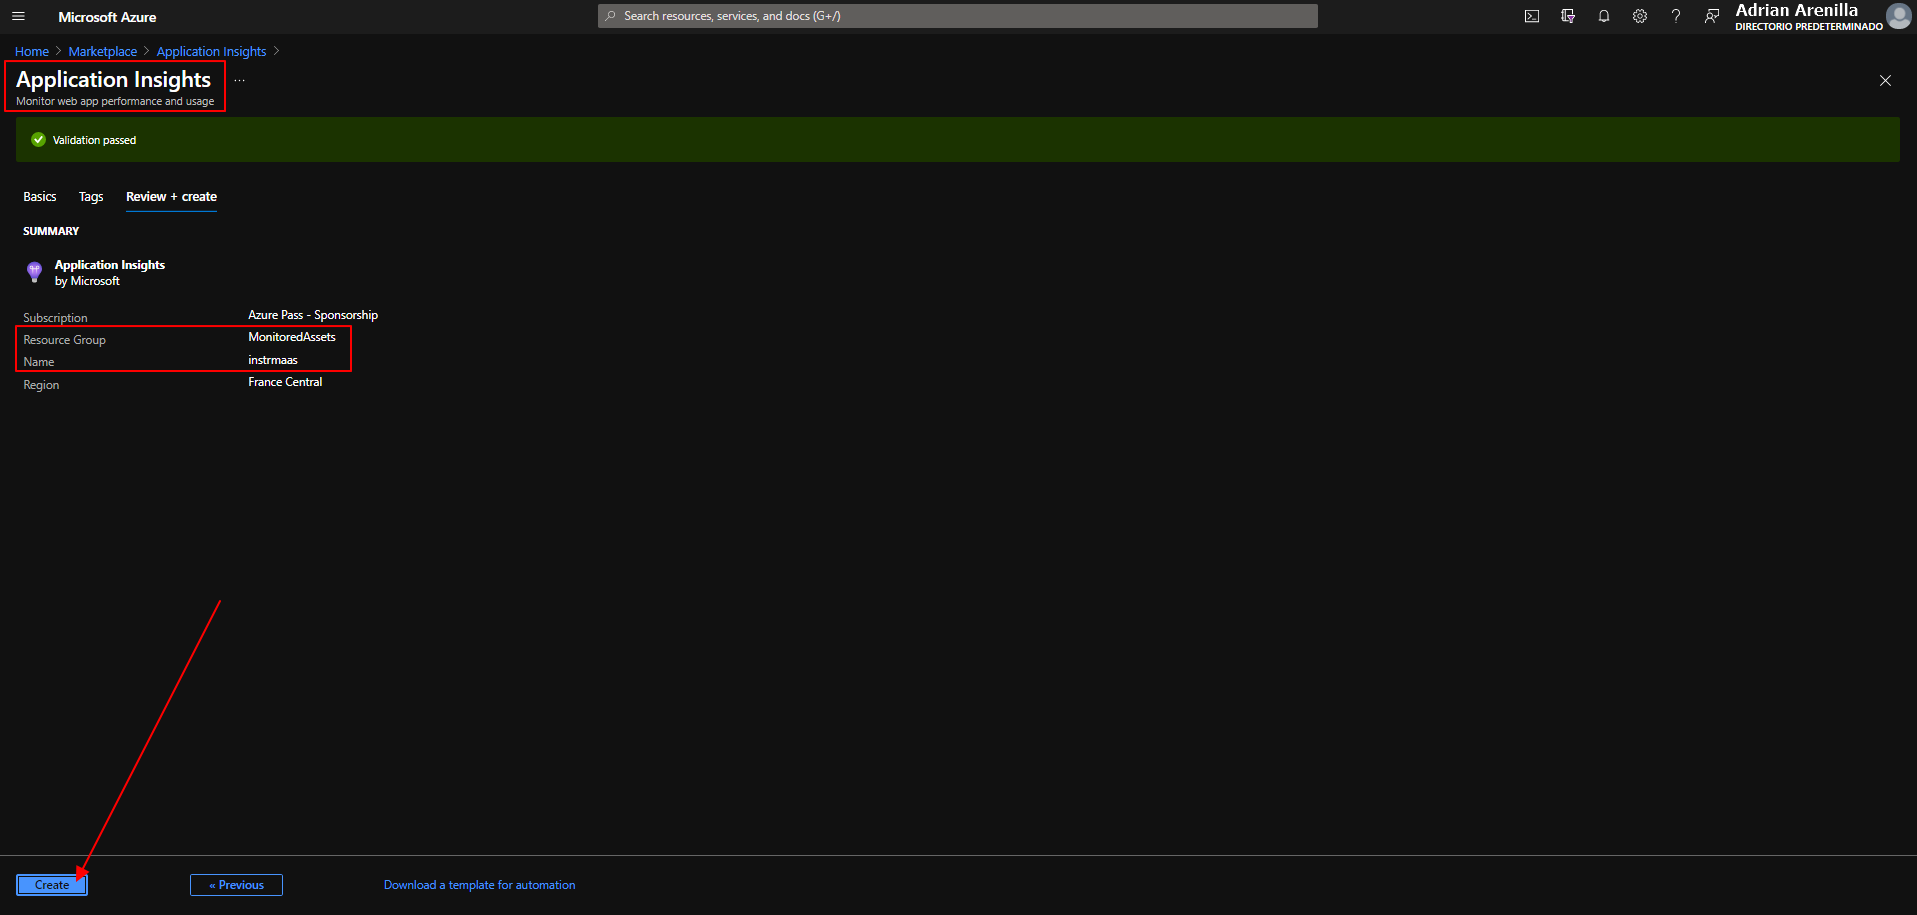 Microsoft Azure
Search resources, services, and docs (G+/)
Adrian Arenilla
DIRECTORIO PREDETERMINADO
Home > Marketplace > Application Insights >
Application Insights ...
Monitor web app performance and usage
Validation passed
Basics Tags Review + create
SUMMARY
Application Insights
by Microsoft
Subscription Azure Pass - Sponsorship
Resource Group MonitoredAssets
Name instrmaas
Region France Central
Create « Previous Download a template for automation